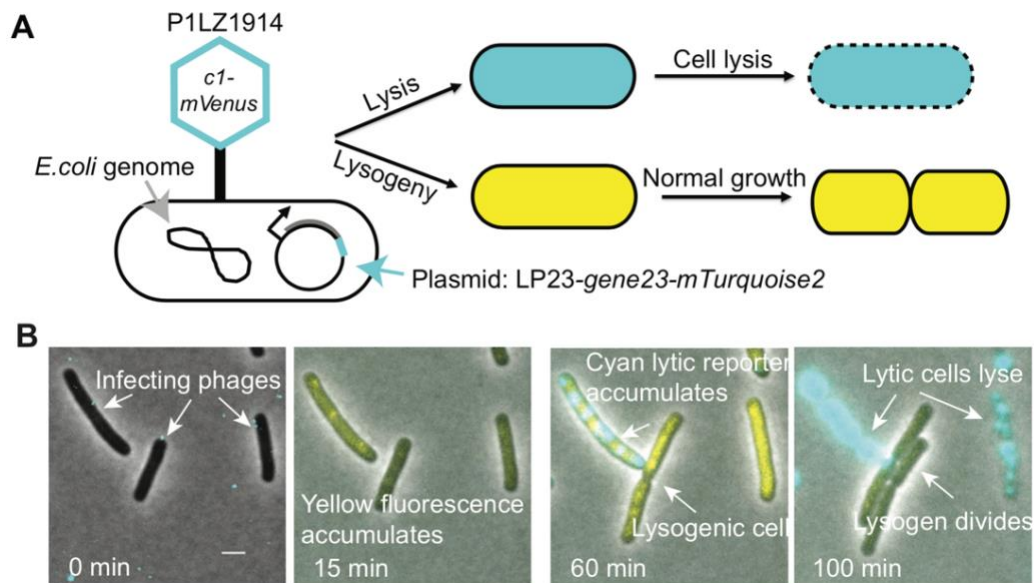 A
P1LZ1914
c1-
mVenus
E.coli genome
Lysis
Lysogeny
Cell lysis
Normal growth
Plasmid: LP23-gene23-mTurquoise2
B
Infecting phages
0 min
Yellow fluorescence
accumulates
15 min
Cyan lytic reporter
accumulates
Lysogenic cell
60 min
Lytic cells lyse
Lysogen divides
100 min